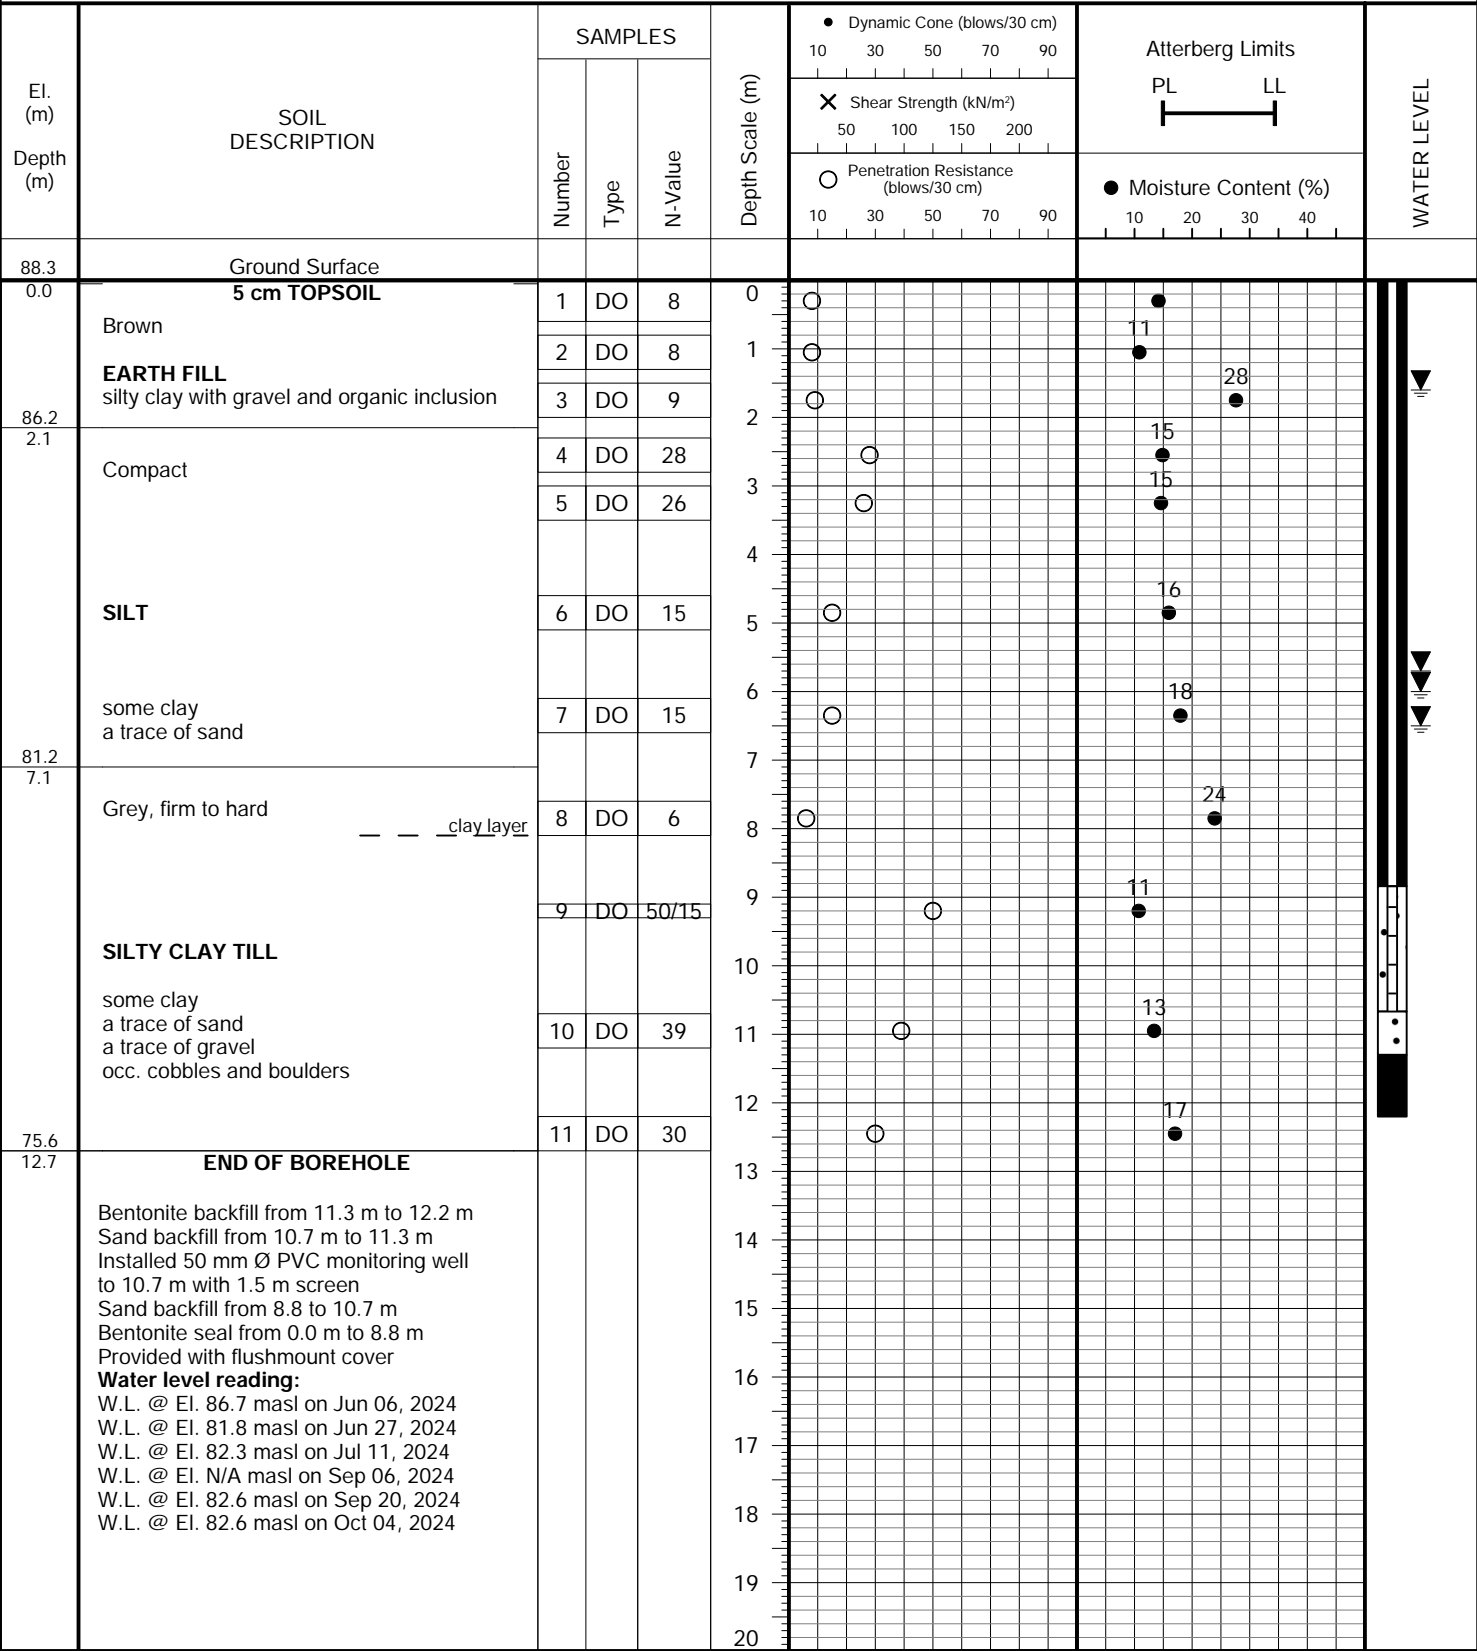 El.
(m)
Depth
(m)
SOIL
DESCRIPTION
SAMPLES
Number
Type
N-Value
Depth Scale (m)
Dynamic Cone (blows/30 cm)
10 30 50 70 90
Shear Strength (kN/m²)
50 100 150 200
Penetration Resistance
(blows/30 cm)
10 30 50 70 90
Atterberg Limits
PL LL
Moisture Content (%)
10 20 30 40
WATER LEVEL
88.3 Ground Surface
0.0 5 cm TOPSOIL
1 DO 8 0
Brown
11
2 DO 8 1
EARTH FILL
28
silty clay with gravel and organic inclusion
3 DO 9
86.2 2
2.1
15
4 DO 28
Compact
15
3
5 DO 26
4
16
SILT 6 DO 15
5
18
6
some clay
7 DO 15
a trace of sand
81.2 7
7.1
24
Grey, firm to hard
clay layer 8 DO 6
8
11
9
9 DO 50/15
SILTY CLAY TILL
10
some clay
13
a trace of sand
10 DO 39 11
a trace of gravel
occ. cobbles and boulders
12
17
11 DO 30
75.6
12.7 END OF BOREHOLE
13
Bentonite backfill from 11.3 m to 12.2 m
Sand backfill from 10.7 m to 11.3 m
14
Installed 50 mm Ø PVC monitoring well
to 10.7 m with 1.5 m screen
Sand backfill from 8.8 to 10.7 m
15
Bentonite seal from 0.0 m to 8.8 m
Provided with flushmount cover
16
Water level reading:
W.L. @ El. 86.7 masl on Jun 06, 2024
W.L. @ El. 81.8 masl on Jun 27, 2024
17
W.L. @ El. 82.3 masl on Jul 11, 2024
W.L. @ El. N/A masl on Sep 06, 2024
W.L. @ El. 82.6 masl on Sep 20, 2024
18
W.L. @ El. 82.6 masl on Oct 04, 2024
19
20